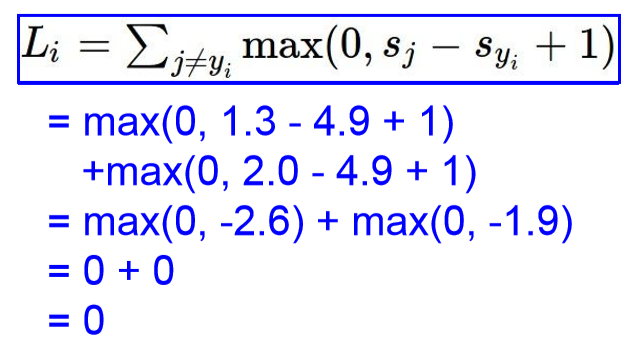 L_i = ∑_{j≠y_i} max(0, s_j − s_{y_i} + 1)
= max(0, 1.3 - 4.9 + 1)
+max(0, 2.0 - 4.9 + 1)
= max(0, -2.6) + max(0, -1.9)
= 0 + 0
= 0